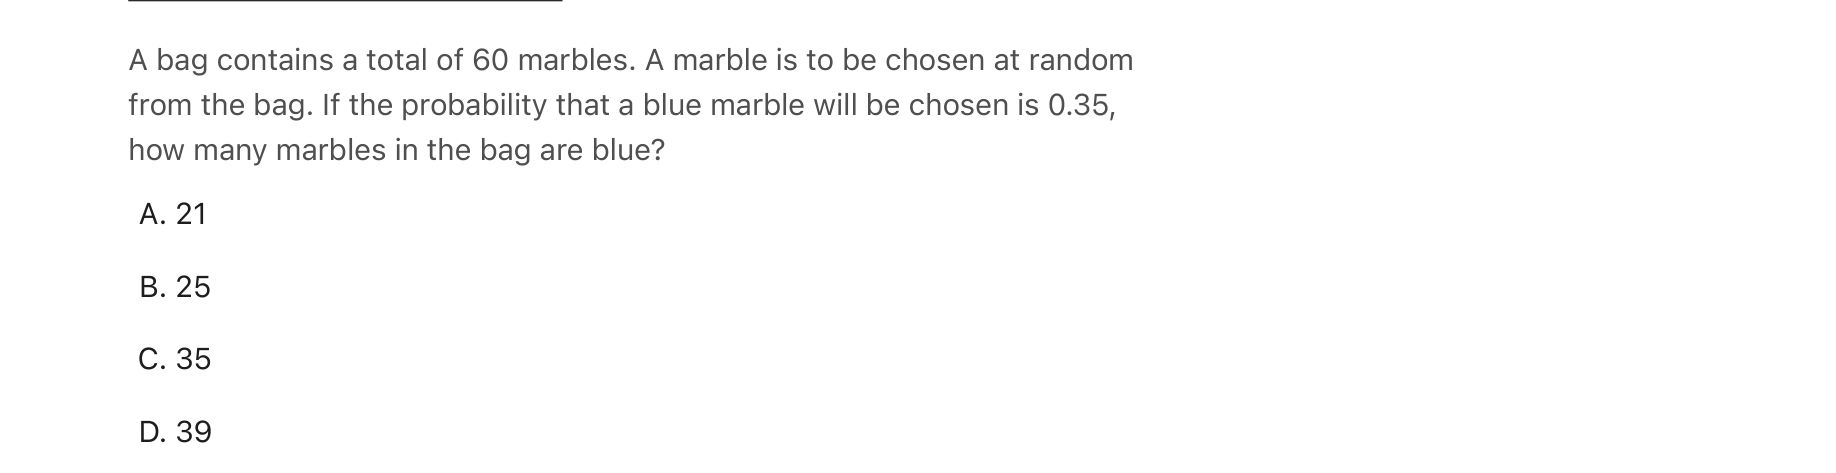 A bag contains a total of 60 marbles. A marble is to be chosen at random
from the bag. If the probability that a blue marble will be chosen is 0.35,
how many marbles in the bag are blue?
A. 21
B. 25
C. 35
D. 39